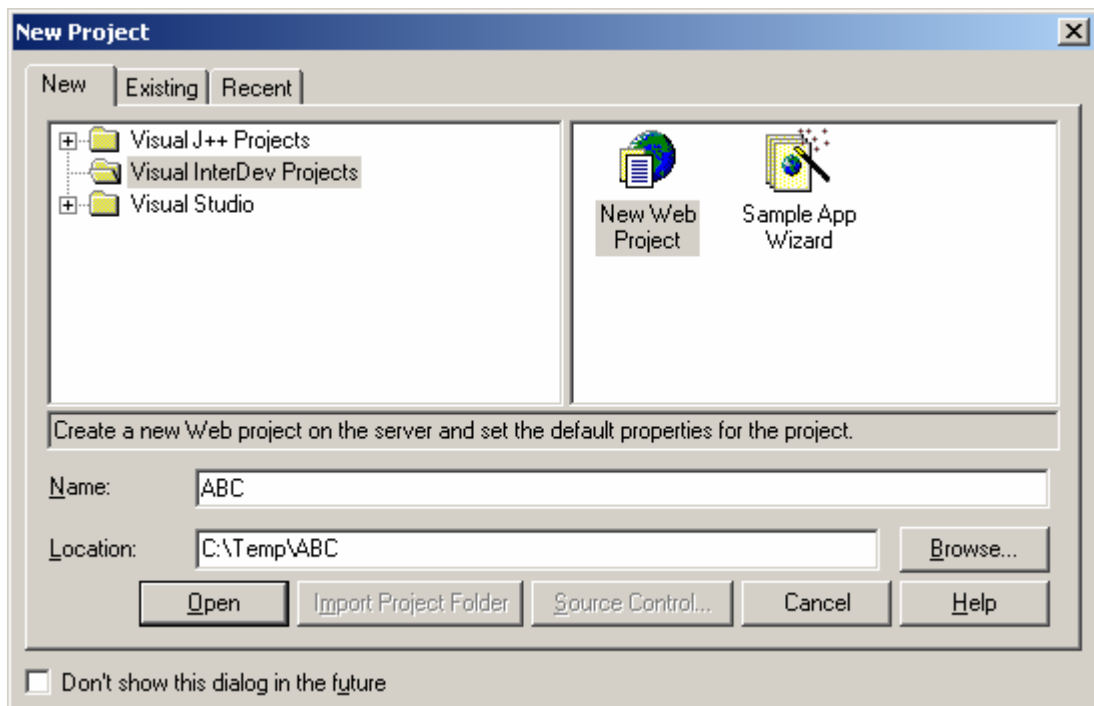 New Project
New Existing Recent
Visual J++ Projects
Visual InterDev Projects
Visual Studio
New Web
Project
Sample App
Wizard
Create a new Web project on the server and set the default properties for the project.
Name: ABC
Location: C:\Temp\ABC Browse...
Open Import Project Folder Source Control... Cancel Help
Don't show this dialog in the future